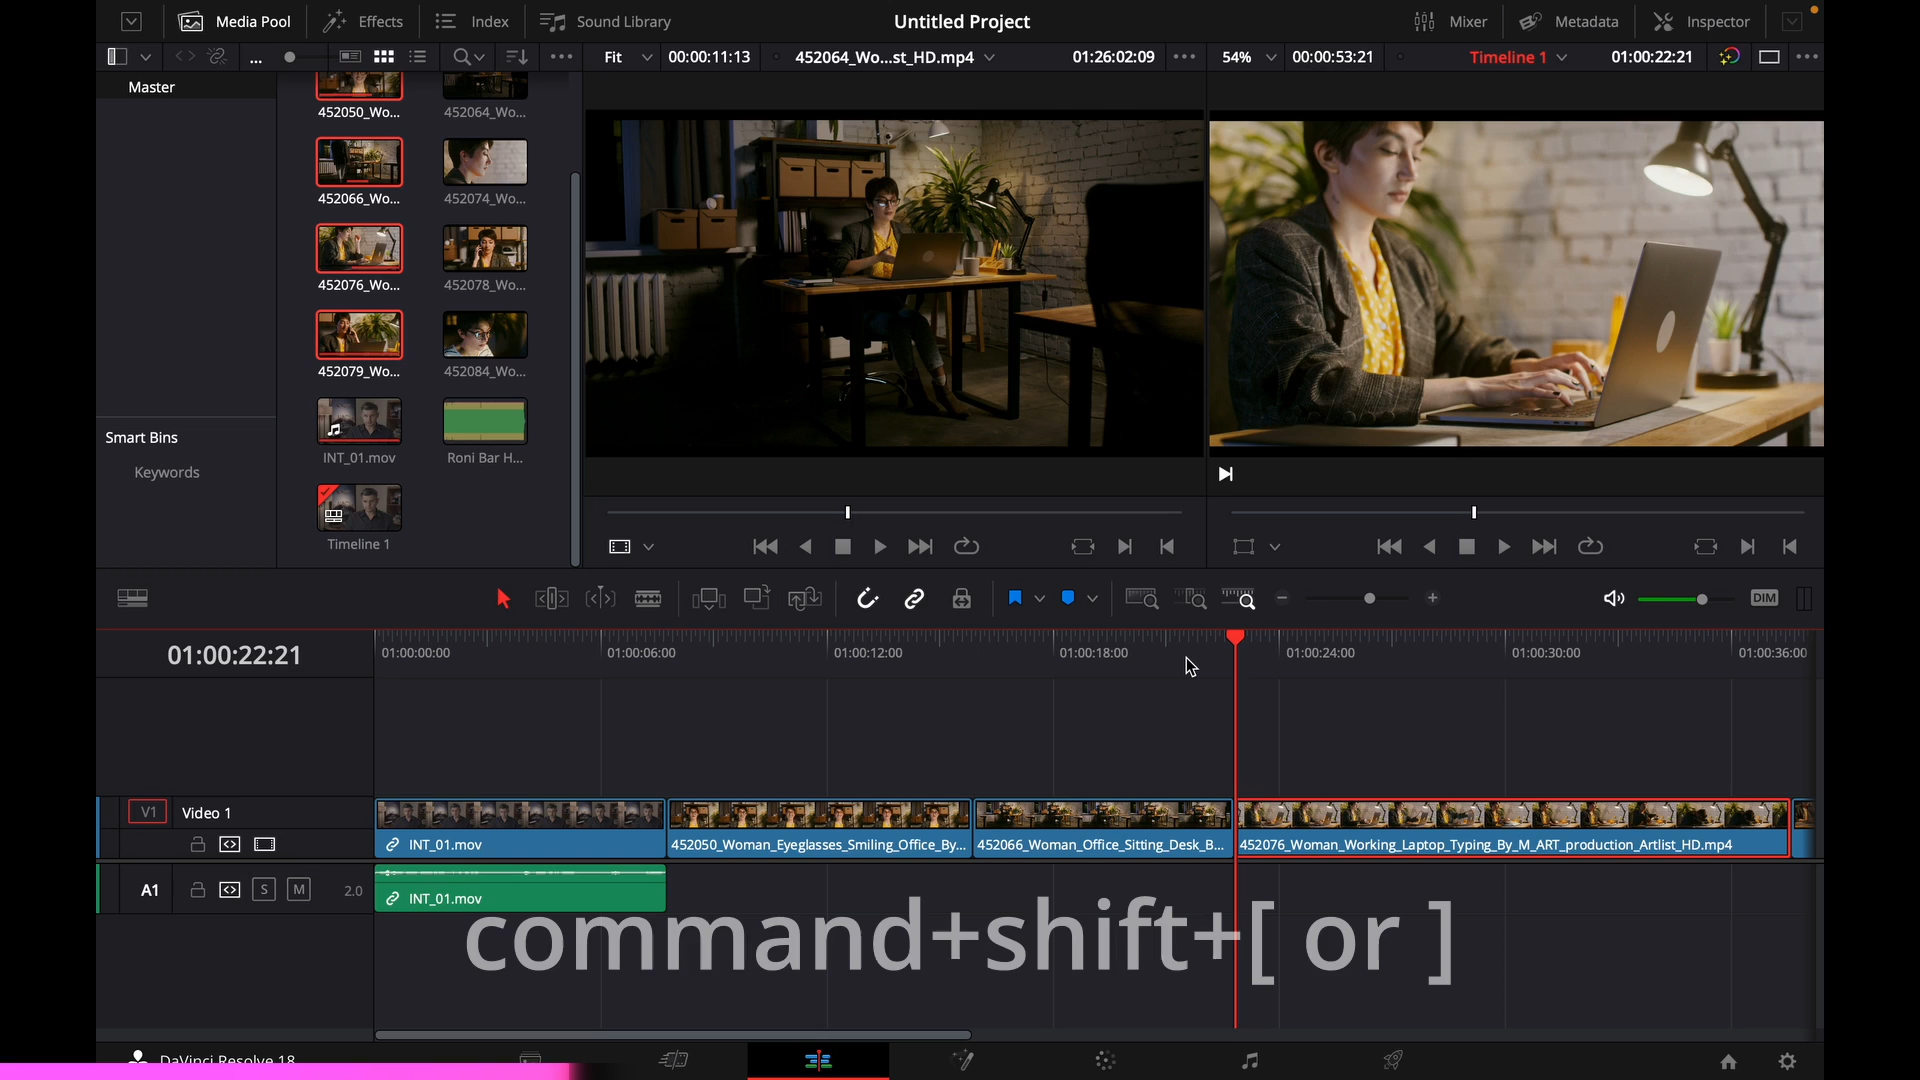 Media Pool
Effects
Index
Sound Library
Untitled Project
Mixer
Metadata
Inspector
Fit
00:00:11:13
452064_Wo...st_HD.mp4
01:26:02:09
54%
00:00:53:21
Timeline 1
01:00:22:21
Master
452050_Wo...
452064_Wo...
452066_Wo...
452074_Wo...
452076_Wo...
452078_Wo...
452079_Wo...
452084_Wo...
INT_01.mov
Roni Bar H...
Timeline 1
Smart Bins
Keywords
DIM
01:00:22:21
01:00:00:00
01:00:06:00
01:00:12:00
01:00:18:00
01:00:24:00
01:00:30:00
01:00:36:00
V1
Video 1
INT_01.mov
452050_Woman_Eyeglasses_Smiling_Office_By...
452066_Woman_Office_Sitting_Desk_B...
452076_Woman_Working_Laptop_Typing_By_M_ART_production_Artlist_HD.mp4
A1
S
M
2.0
INT_01.mov
command+shift+[ or ]
DaVinci Resolve 18